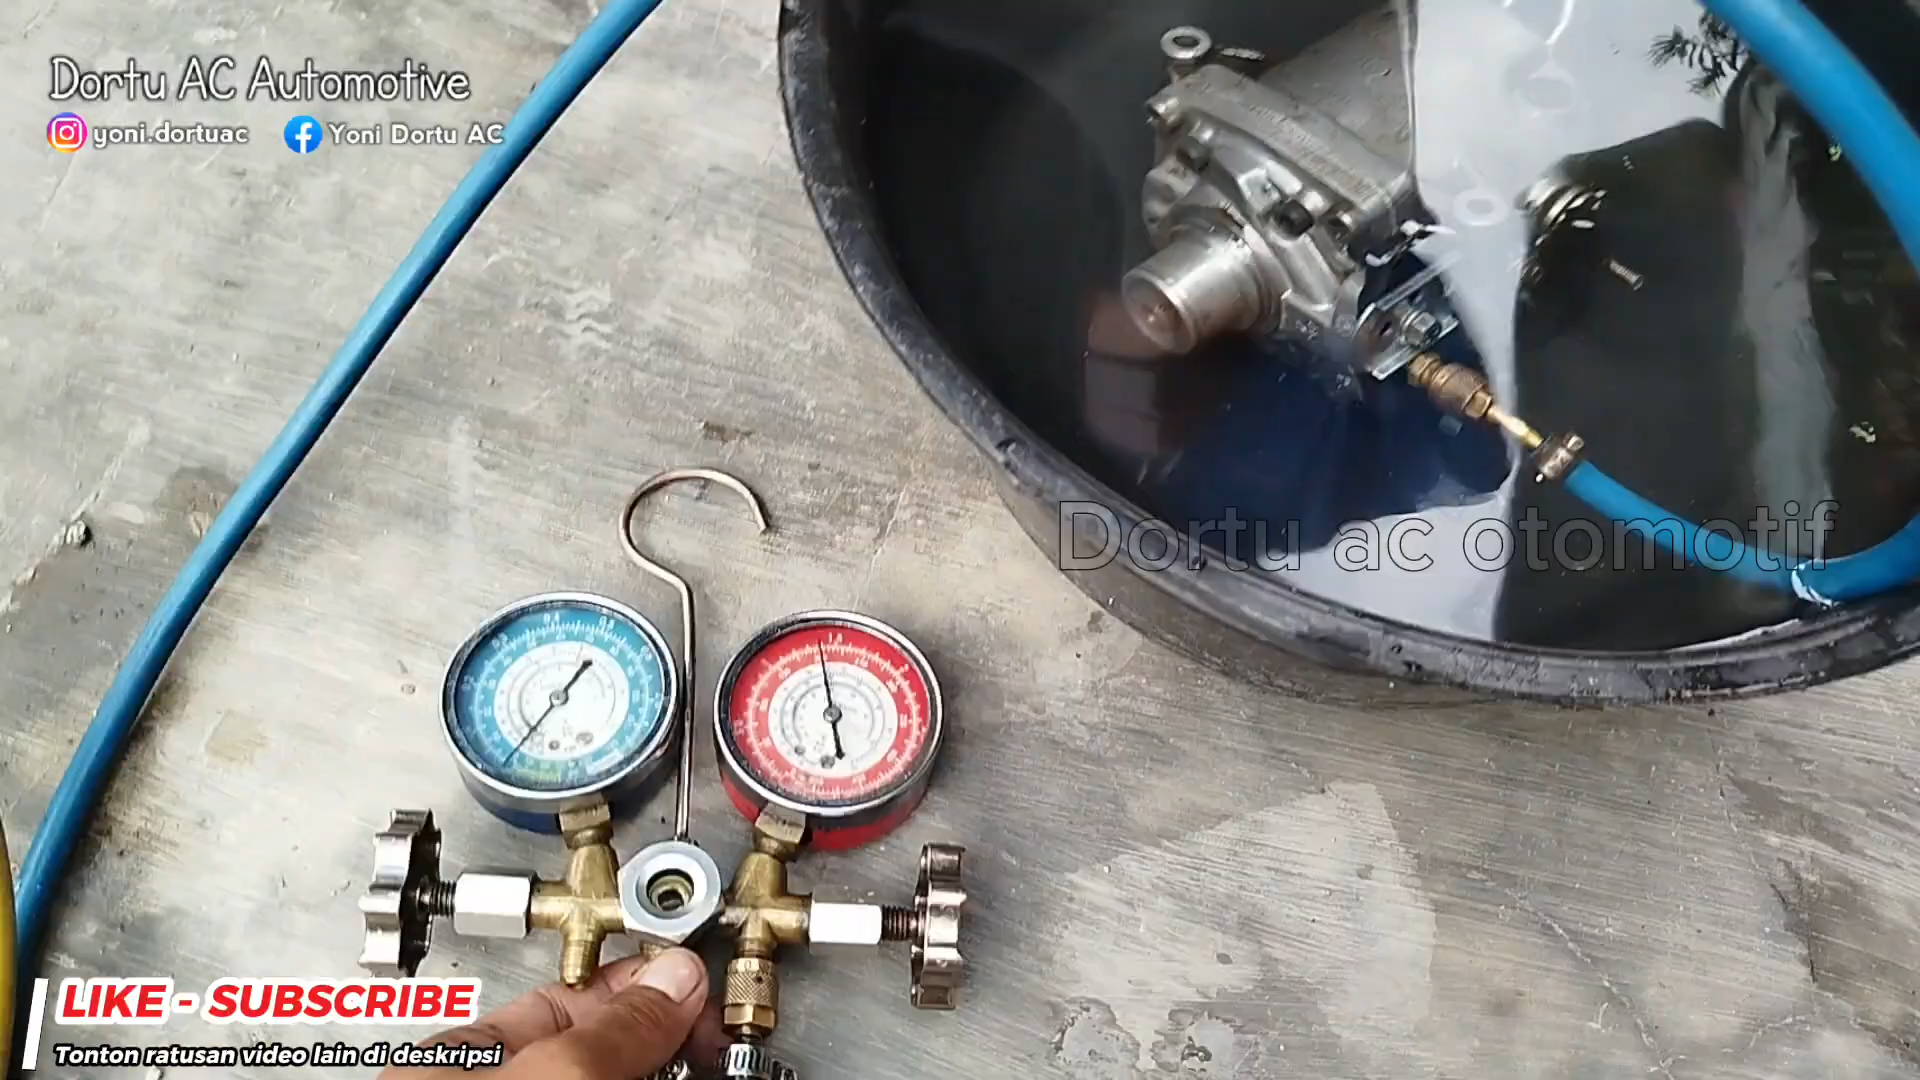 Dortu AC Automotive
yoni.dortuac Yoni Dortu AC
Dortu ac otomotif
LIKE - SUBSCRIBE
Tonton ratusan video lain di deskripsi